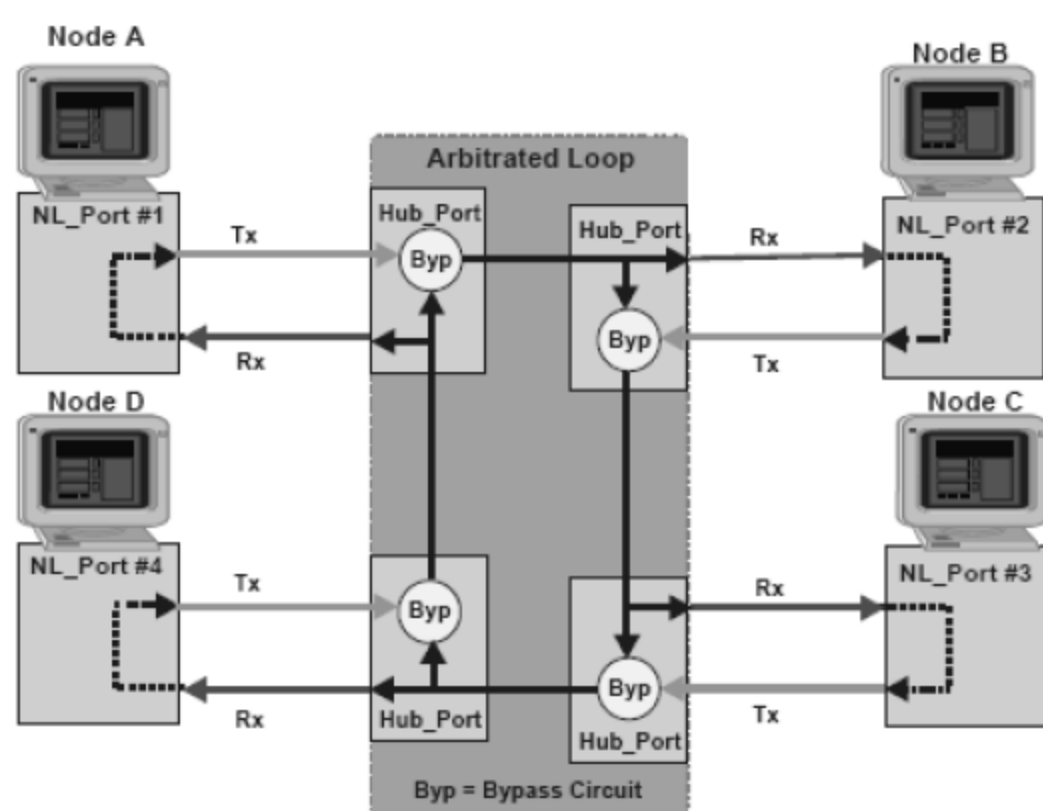 Node A
Node B
Arbitrated Loop
NL_Port #1
Hub_Port
Tx
Byp
Rx
Hub_Port
Rx
NL_Port #2
Byp
Tx
Node D
Node C
NL_Port #4
Tx
Byp
Rx
Hub_Port
Rx
NL_Port #3
Byp
Tx
Hub_Port
Byp = Bypass Circuit